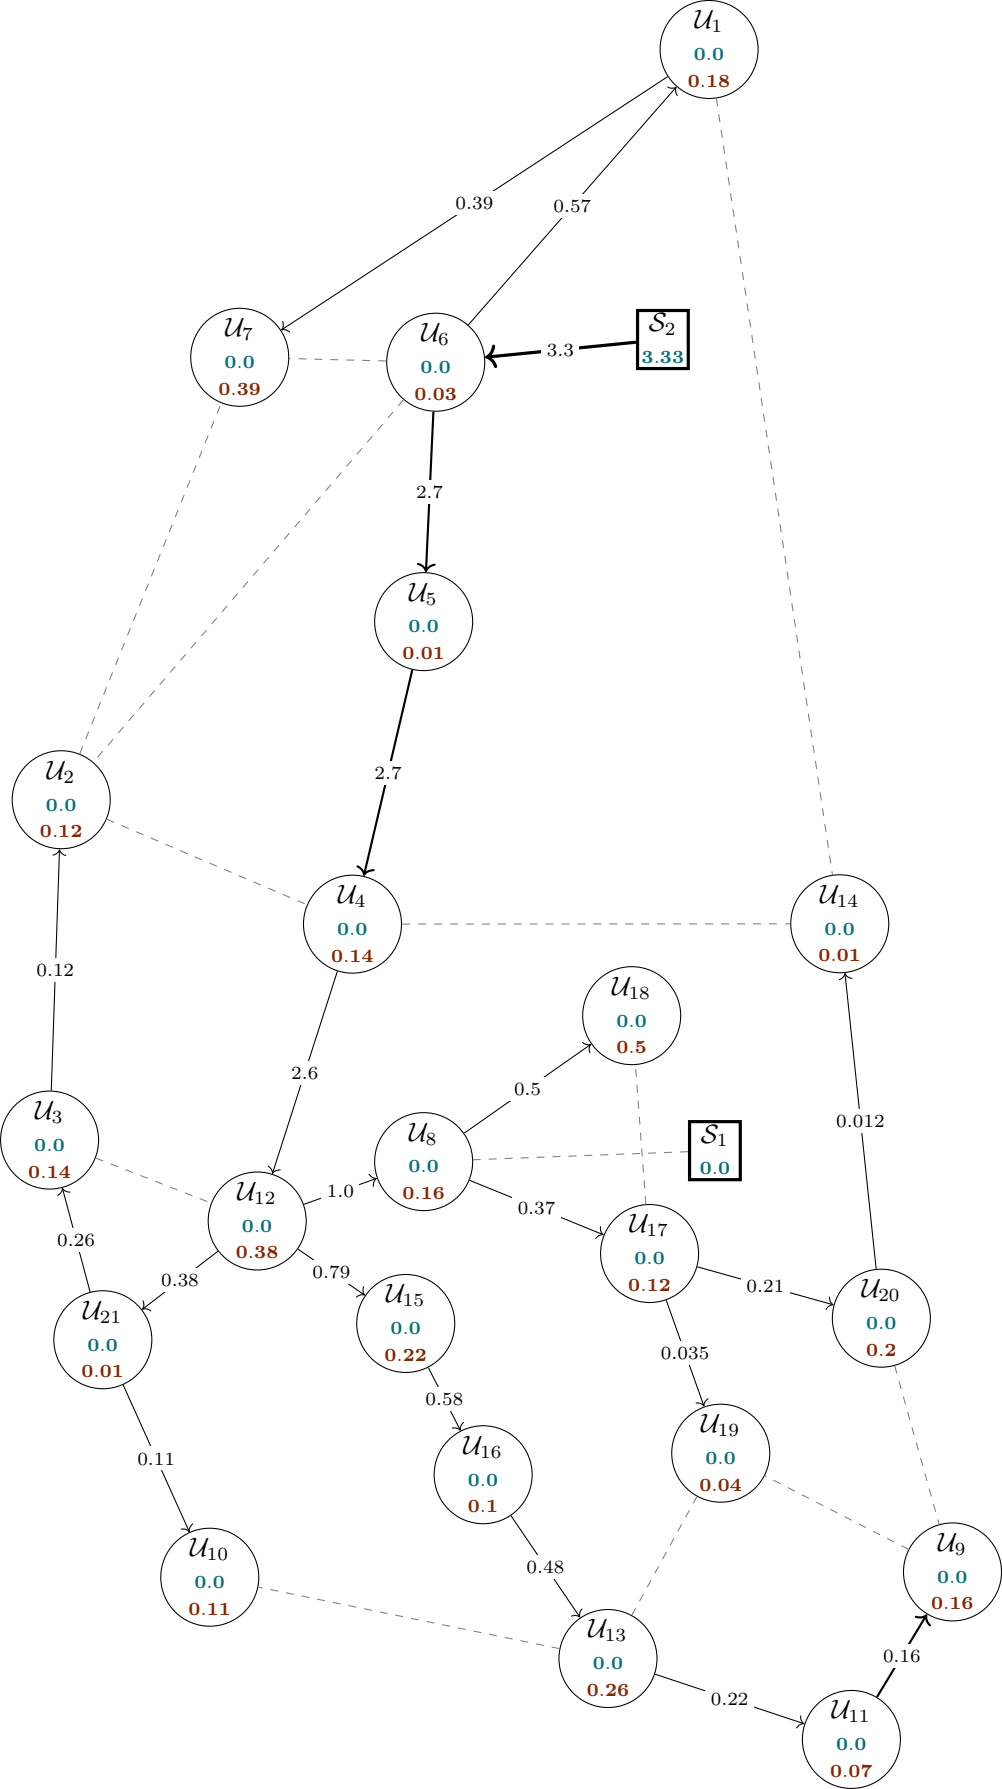 𝒰₁
0.0
0.18
0.39
0.57
𝒰₇
0.0
0.39
𝒰₆
0.0
0.03
3.3
𝒮₂
3.33
2.7
𝒰₅
0.0
0.01
2.7
𝒰₂
0.0
0.12
𝒰₄
0.0
0.14
𝒰₁₄
0.0
0.01
0.12
𝒰₁₈
0.0
0.5
2.6
0.5
0.012
𝒰₃
0.0
0.14
𝒰₈
0.0
0.16
𝒮₁
0.0
𝒰₁₂
0.0
0.38
1.0
0.37
𝒰₁₇
0.0
0.12
0.26
0.38
0.79
0.21
𝒰₂₁
0.0
0.01
𝒰₁₅
0.0
0.22
𝒰₂₀
0.0
0.2
0.035
0.58
𝒰₁₉
0.0
0.04
0.11
𝒰₁₆
0.0
0.1
𝒰₁₀
0.0
0.11
0.48
𝒰₉
0.0
0.16
𝒰₁₃
0.0
0.26
0.16
0.22
𝒰₁₁
0.0
0.07